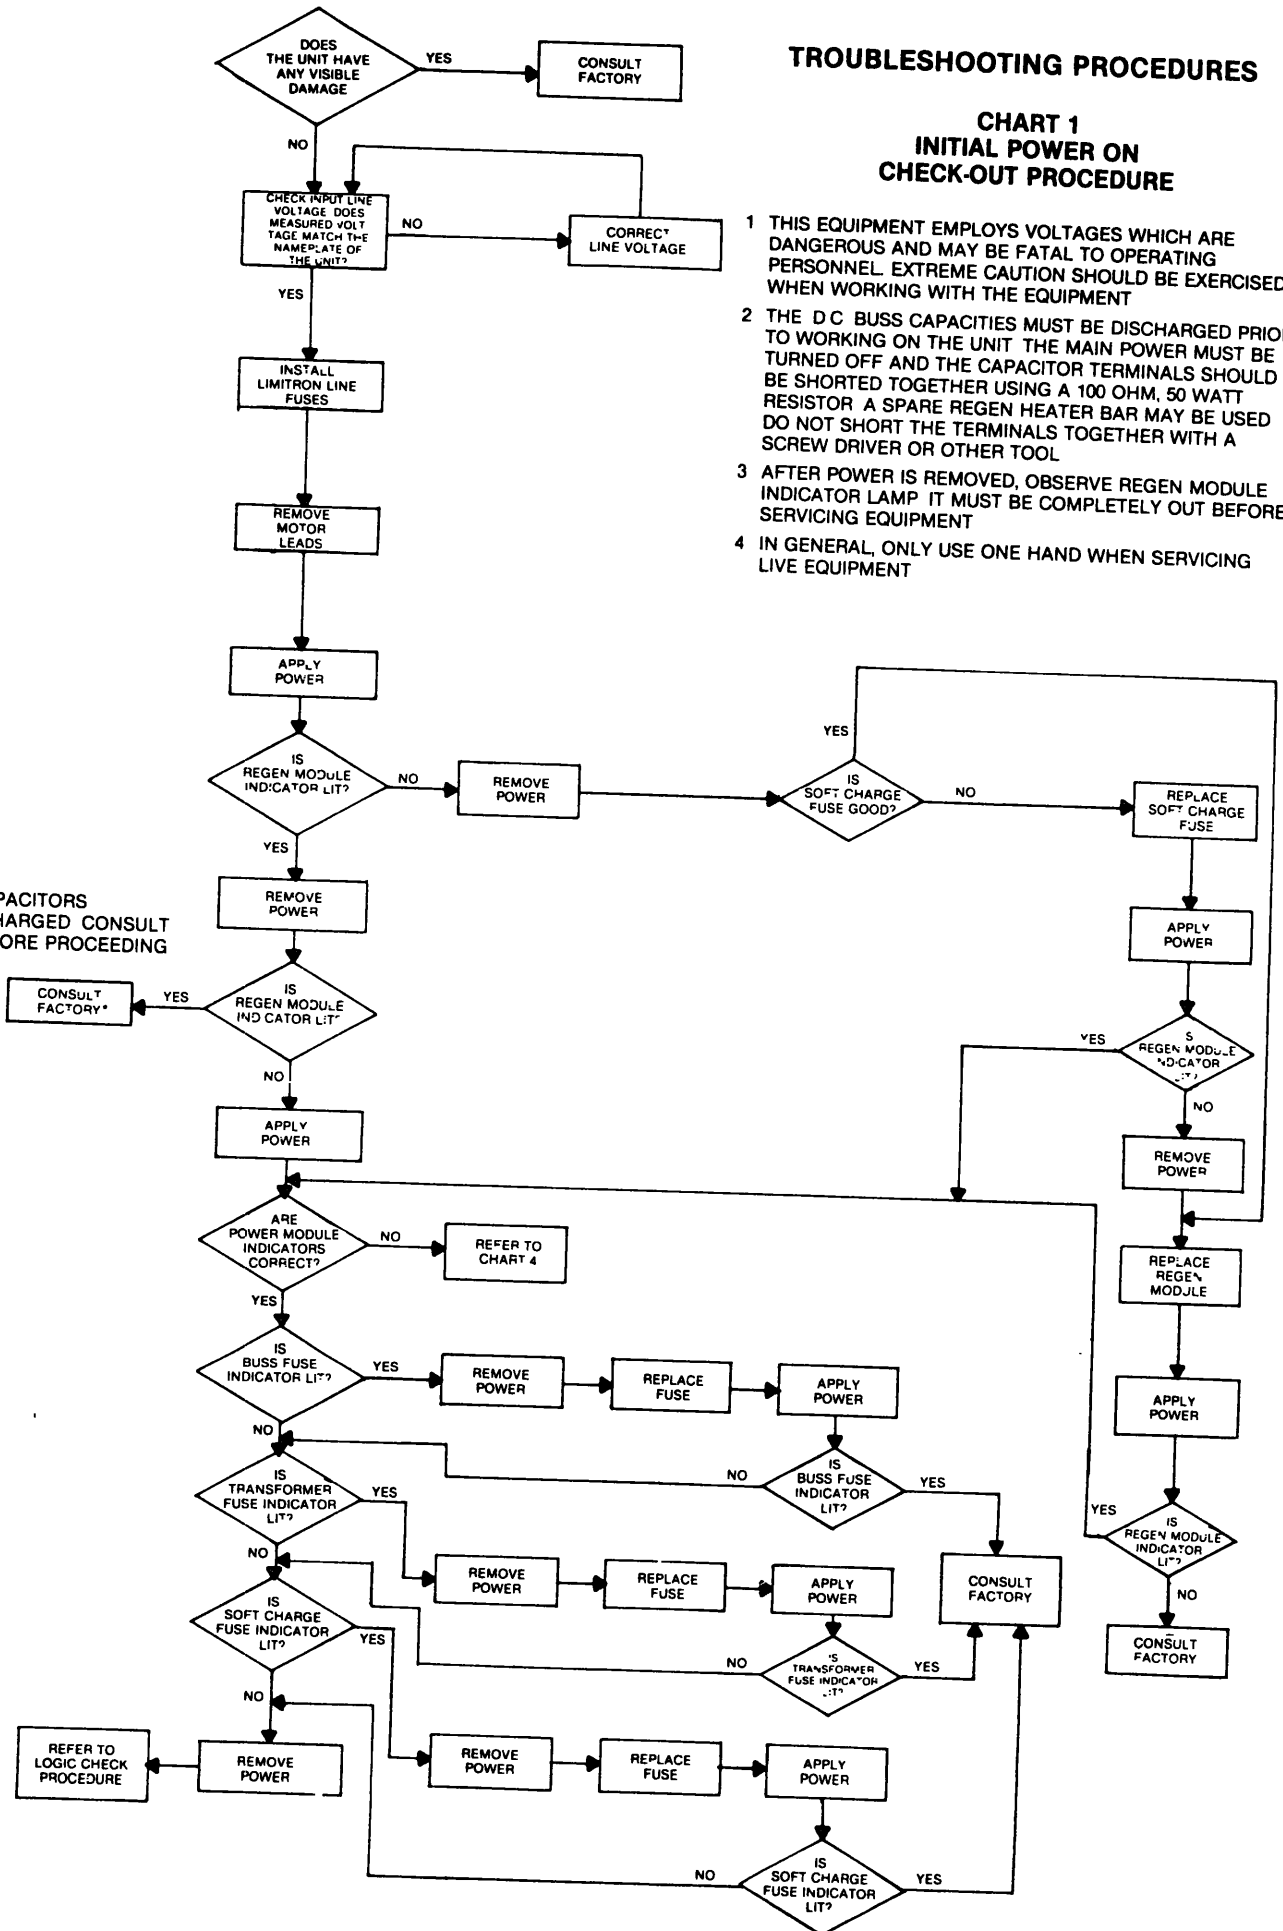 TROUBLESHOOTING PROCEDURES
CHART 1
INITIAL POWER ON
CHECK-OUT PROCEDURE
1 THIS EQUIPMENT EMPLOYS VOLTAGES WHICH ARE
DANGEROUS AND MAY BE FATAL TO OPERATING
PERSONNEL. EXTREME CAUTION SHOULD BE EXERCISED
WHEN WORKING WITH THE EQUIPMENT
2 THE D C BUSS CAPACITIES MUST BE DISCHARGED PRIO
TO WORKING ON THE UNIT THE MAIN POWER MUST BE
TURNED OFF AND THE CAPACITOR TERMINALS SHOULD
BE SHORTED TOGETHER USING A 100 OHM, 50 WATT
RESISTOR A SPARE REGEN HEATER BAR MAY BE USED
DO NOT SHORT THE TERMINALS TOGETHER WITH A
SCREW DRIVER OR OTHER TOOL
3 AFTER POWER IS REMOVED, OBSERVE REGEN MODULE
INDICATOR LAMP IT MUST BE COMPLETELY OUT BEFORE
SERVICING EQUIPMENT
4 IN GENERAL, ONLY USE ONE HAND WHEN SERVICING
LIVE EQUIPMENT
DOES
THE UNIT HAVE
ANY VISIBLE
DAMAGE
YES
CONSULT
FACTORY
NO
CHECK INPUT LINE
VOLTAGE DOES
MEASURED VOLT
TAGE MATCH THE
NAMEPLATE OF
THE UNIT?
NO
CORRECT
LINE VOLTAGE
YES
INSTALL
LIMITRON LINE
FUSES
REMOVE
MOTOR
LEADS
APPLY
POWER
IS
REGEN MODULE
INDICATOR LIT?
NO
REMOVE
POWER
IS
SOFT CHARGE
FUSE GOOD?
YES
NO
REPLACE
SOFT CHARGE
FUSE
APPLY
POWER
IS
REGEN MODULE
INDICATOR
LIT?
YES
NO
REMOVE
POWER
REPLACE
REGEN
MODULE
APPLY
POWER
IS
REGEN MODULE
INDICATOR
LIT?
YES
NO
CONSULT
FACTORY
YES
REMOVE
POWER
PACITORS
HARGED CONSULT
ORE PROCEEDING
IS
REGEN MODULE
INDICATOR LIT?
YES
CONSULT
FACTORY*
NO
APPLY
POWER
ARE
POWER MODULE
INDICATORS
CORRECT?
NO
REFER TO
CHART 4
YES
IS
BUSS FUSE
INDICATOR LIT?
YES
REMOVE
POWER
REPLACE
FUSE
APPLY
POWER
IS
BUSS FUSE
INDICATOR
LIT?
NO
YES
NO
IS
TRANSFORMER
FUSE INDICATOR
LIT?
YES
REMOVE
POWER
REPLACE
FUSE
APPLY
POWER
CONSULT
FACTORY
IS
TRANSFORMER
FUSE INDICATOR
LIT?
NO
YES
NO
IS
SOFT CHARGE
FUSE INDICATOR
LIT?
YES
REMOVE
POWER
REPLACE
FUSE
APPLY
POWER
IS
SOFT CHARGE
FUSE INDICATOR
LIT?
NO
YES
NO
REMOVE
POWER
REFER TO
LOGIC CHECK
PROCEDURE